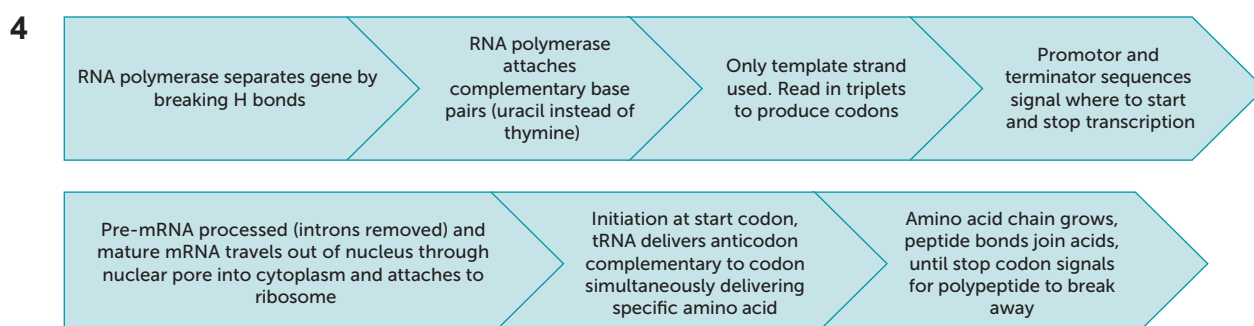 4
RNA polymerase separates gene by
breaking H bonds
RNA polymerase
attaches
complementary base
pairs (uracil instead of
thymine)
Only template strand
used. Read in triplets
to produce codons
Promotor and
terminator sequences
signal where to start
and stop transcription
Pre-mRNA processed (introns removed) and
mature mRNA travels out of nucleus through
nuclear pore into cytoplasm and attaches to
ribosome
Initiation at start codon,
tRNA delivers anticodon
complementary to codon
simultaneously delivering
specific amino acid
Amino acid chain grows,
peptide bonds join acids,
until stop codon signals
for polypeptide to break
away